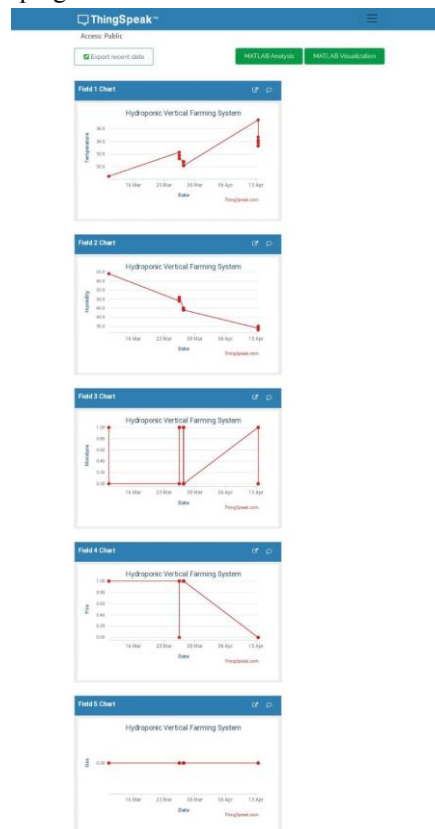 ThingSpeak™
Access: Public
Export recent data
MATLAB Analysis
MATLAB Visualization
Field 1 Chart
Hydroponic Vertical Farming System
Temperature
16 Mar 23 Mar 30 Mar 6 Apr 13 Apr
Date
ThingSpeak.com
Field 2 Chart
Hydroponic Vertical Farming System
Humidity
16 Mar 23 Mar 30 Mar 6 Apr 13 Apr
Date
ThingSpeak.com
Field 3 Chart
Hydroponic Vertical Farming System
Moisture
1.00
0.80
0.60
0.40
0.20
0.00
16 Mar 23 Mar 30 Mar 6 Apr 13 Apr
Date
ThingSpeak.com
Field 4 Chart
Hydroponic Vertical Farming System
Fire
1.00
0.80
0.60
0.40
0.20
0.00
16 Mar 23 Mar 30 Mar 6 Apr 13 Apr
Date
ThingSpeak.com
Field 5 Chart
Hydroponic Vertical Farming System
Gas
0.00
16 Mar 23 Mar 30 Mar 6 Apr 13 Apr
Date
ThingSpeak.com